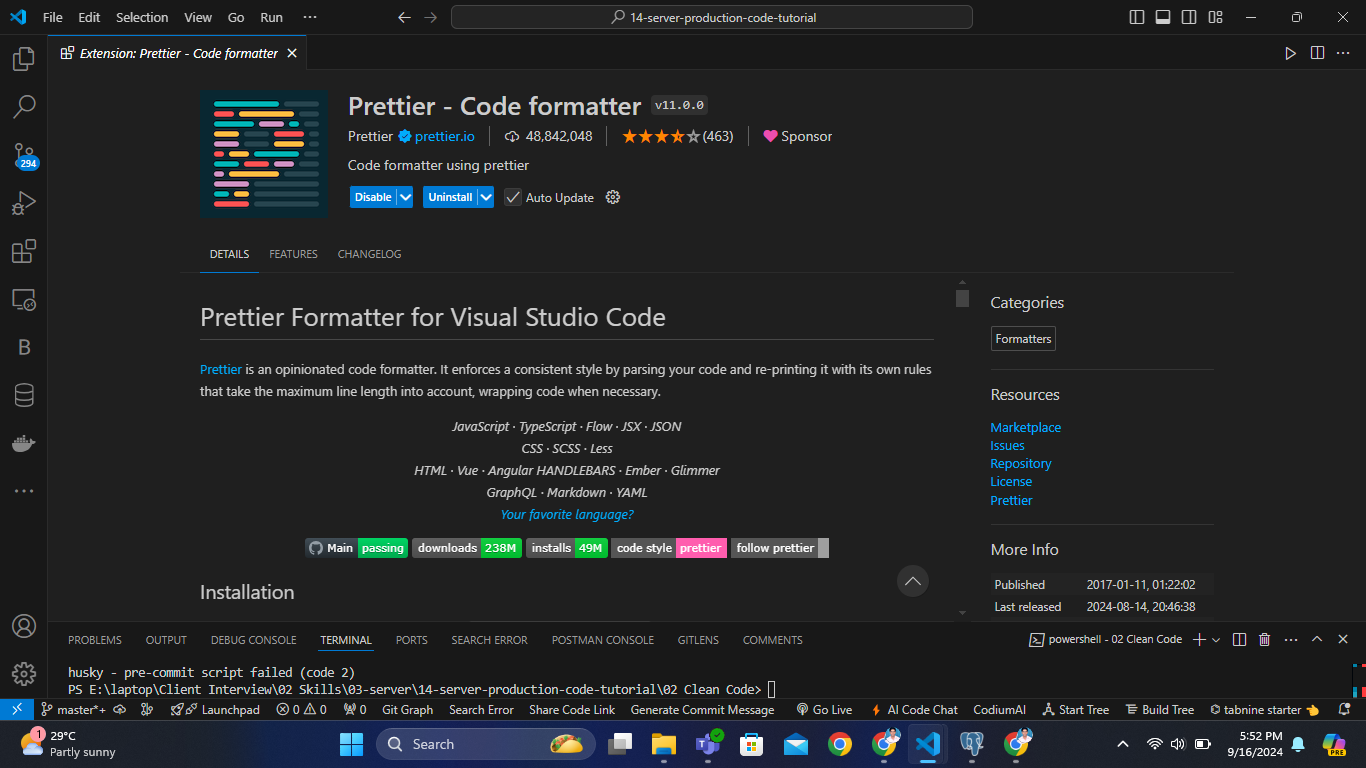 File Edit Selection View Go Run ···
14-server-production-code-tutorial
Extension: Prettier - Code formatter
Prettier - Code formatter v11.0.0
Prettier prettier.io 48,842,048 (463) Sponsor
Code formatter using prettier
Disable Uninstall Auto Update
294
DETAILS FEATURES CHANGELOG
Prettier Formatter for Visual Studio Code
Prettier is an opinionated code formatter. It enforces a consistent style by parsing your code and re-printing it with its own rules
that take the maximum line length into account, wrapping code when necessary.
JavaScript · TypeScript · Flow · JSX · JSON
CSS · SCSS · Less
HTML · Vue · Angular HANDLEBARS · Ember · Glimmer
GraphQL · Markdown · YAML
Your favorite language?
Main passing downloads 238M installs 49M code style prettier follow prettier
Installation
Categories
Formatters
Resources
Marketplace
Issues
Repository
License
Prettier
More Info
Published 2017-01-11, 01:22:02
Last released 2024-08-14, 20:46:38
B
PROBLEMS OUTPUT DEBUG CONSOLE TERMINAL PORTS SEARCH ERROR POSTMAN CONSOLE GITLENS COMMENTS
powershell - 02 Clean Code
husky - pre-commit script failed (code 2)
PS E:\laptop\Client Interview\02 Skills\03-server\14-server-production-code-tutorial\02 Clean Code>
master*+ Launchpad 0 0 0 Git Graph Search Error Share Code Link Generate Commit Message Go Live AI Code Chat CodiumAI Start Tree Build Tree tabnine starter
1
29°C
Partly sunny
Search
PRE
5:52 PM
9/16/2024